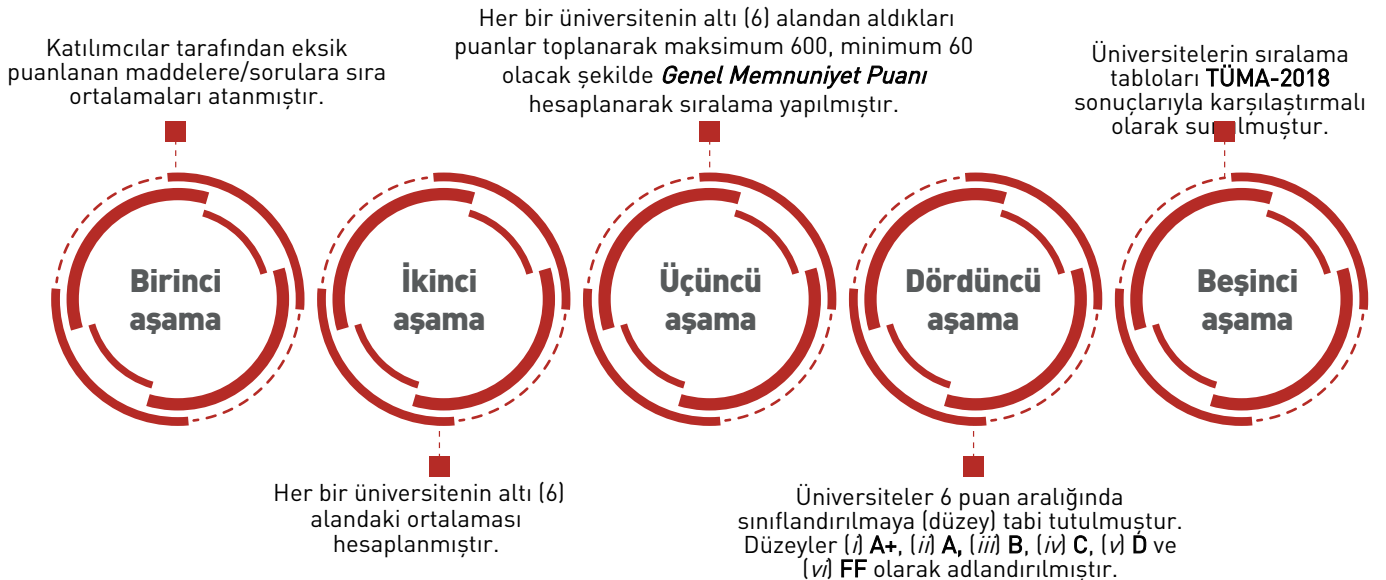 Katılımcılar tarafından eksik
puanlanan maddelere/sorulara sıra
ortalamaları atanmıştır.
Birinci
aşama
İkinci
aşama
Her bir üniversitenin altı (6)
alandaki ortalaması
hesaplanmıştır.
Her bir üniversitenin altı (6) alandan aldıkları
puanlar toplanarak maksimum 600, minimum 60
olacak şekilde Genel Memnuniyet Puanı
hesaplanarak sıralama yapılmıştır.
Üçüncü
aşama
Dördüncü
aşama
Üniversiteler 6 puan aralığında
sınıflandırılmaya (düzey) tabi tutulmuştur.
Düzeyler (i) A+, (ii) A, (iii) B, (iv) C, (v) D ve
(vi) FF olarak adlandırılmıştır.
Üniversitelerin sıralama
tabloları TÜMA-2018
sonuçlarıyla karşılaştırmalı
olarak
Beşinci
aşama